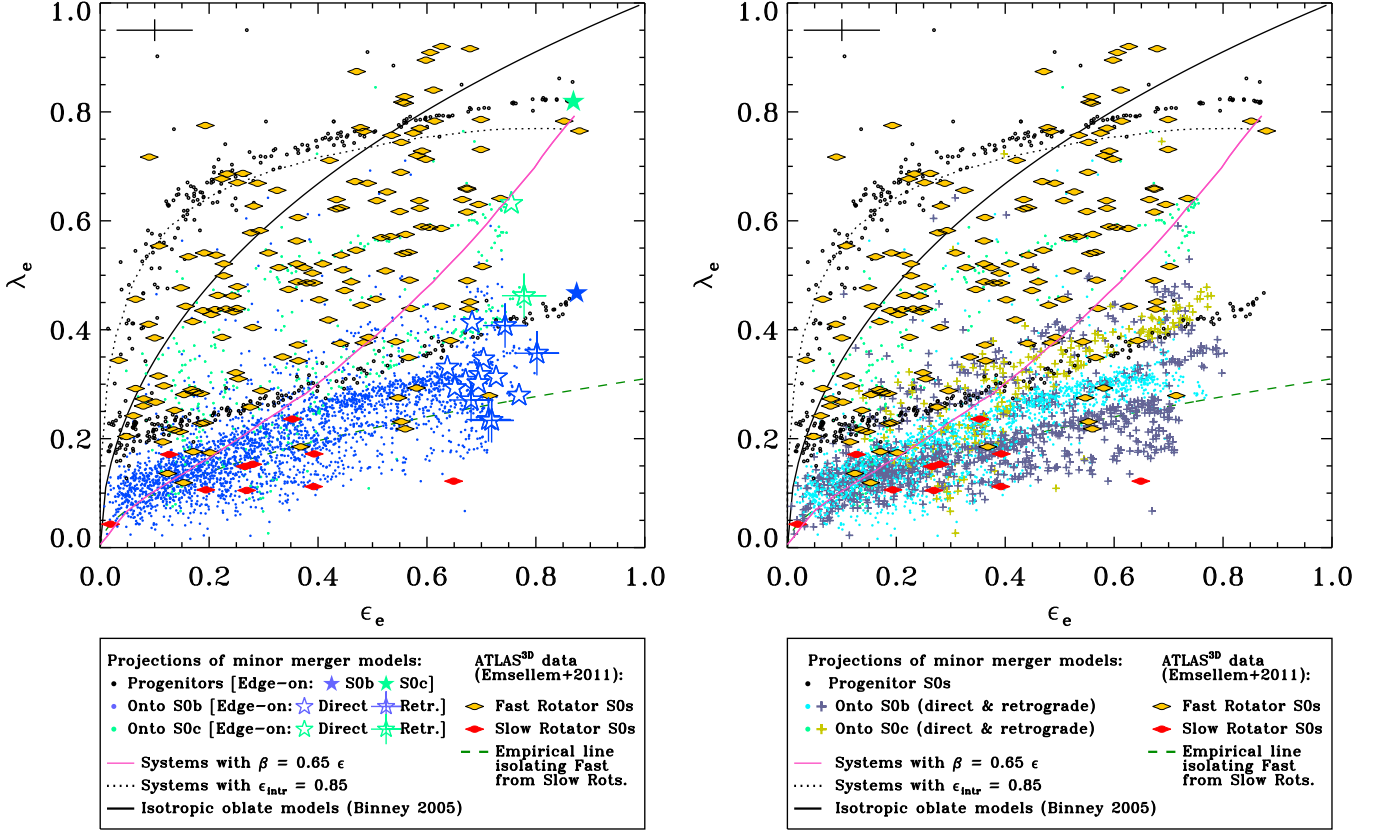 1.0
0.8
0.6
0.4
0.2
0.0
λe
0.0 0.2 0.4 0.6 0.8 1.0
εe
Projections of minor merger models:
Progenitors [Edge-on: S0b S0c]
Onto S0b [Edge-on: Direct Retr.]
Onto S0c [Edge-on: Direct Retr.]
Systems with β = 0.65 ε
Systems with εintr = 0.85
Isotropic oblate models (Binney 2005)
ATLAS3D data
(Emsellem+2011):
Fast Rotator S0s
Slow Rotator S0s
Empirical line
isolating Fast
from Slow Rots.
1.0
0.8
0.6
0.4
0.2
0.0
λe
0.0 0.2 0.4 0.6 0.8 1.0
εe
Projections of minor merger models:
Progenitor S0s
Onto S0b (direct & retrograde)
Onto S0c (direct & retrograde)
Systems with β = 0.65 ε
Systems with εintr = 0.85
Isotropic oblate models (Binney 2005)
ATLAS3D data
(Emsellem+2011):
Fast Rotator S0s
Slow Rotator S0s
Empirical line
isolating Fast
from Slow Rots.